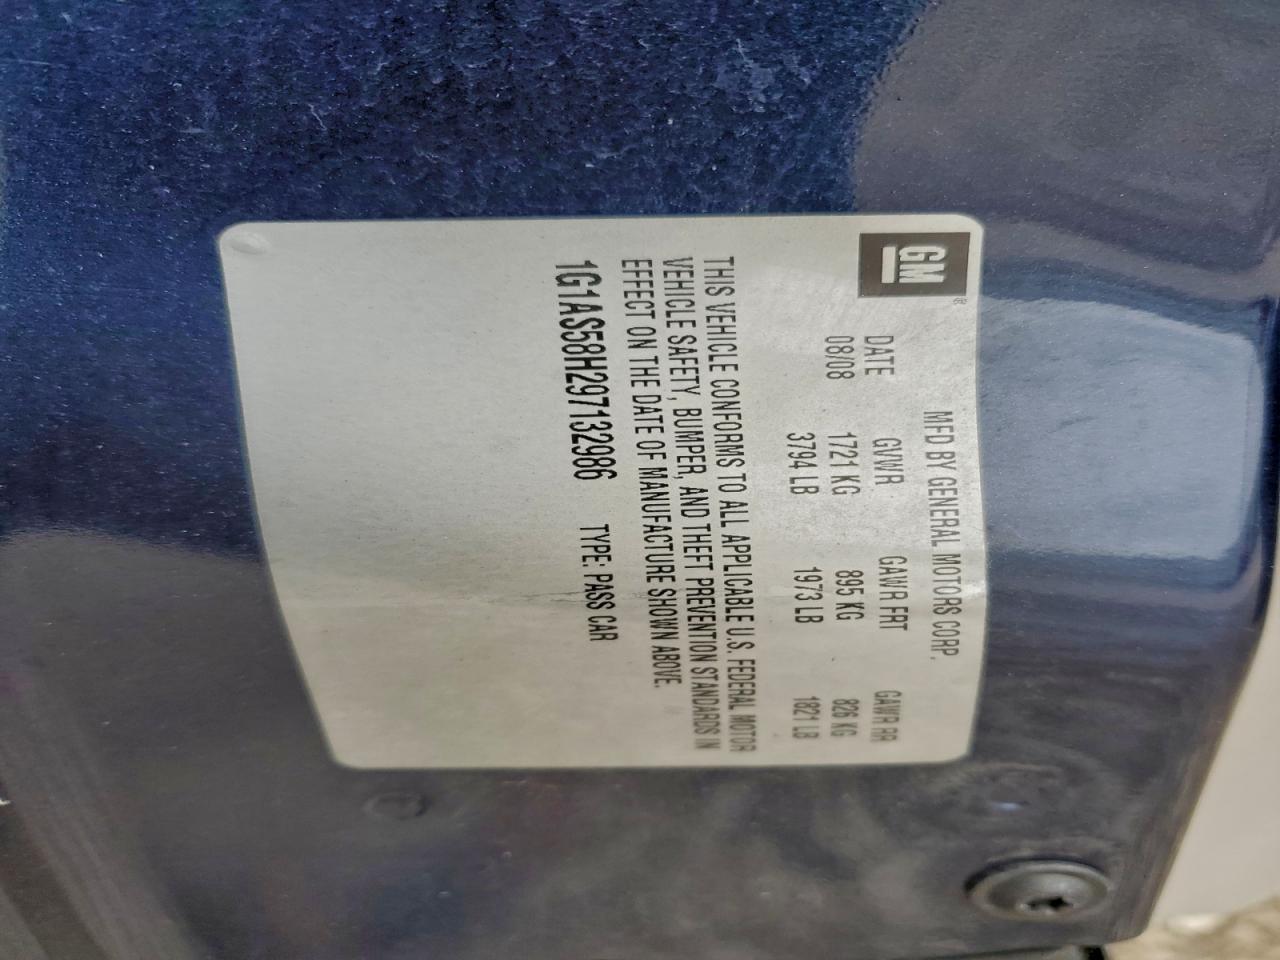 GM ®
MFD BY GENERAL MOTORS CORP.
DATE GVWR GAWR FRT GAWR RR
08/08 1721 KG 895 KG 826 KG
3794 LB 1973 LB 1821 LB
THIS VEHICLE CONFORMS TO ALL APPLICABLE U.S. FEDERAL MOTOR
VEHICLE SAFETY, BUMPER, AND THEFT PREVENTION STANDARDS IN
EFFECT ON THE DATE OF MANUFACTURE SHOWN ABOVE.
1G1AS58H297132986 TYPE: PASS CAR